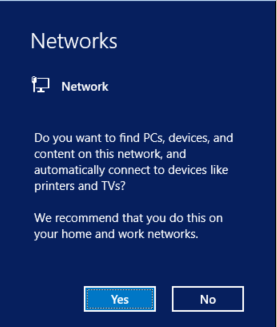 Networks
Network
Do you want to find PCs, devices, and
content on this network, and
automatically connect to devices like
printers and TVs?
We recommend that you do this on
your home and work networks.
Yes
No